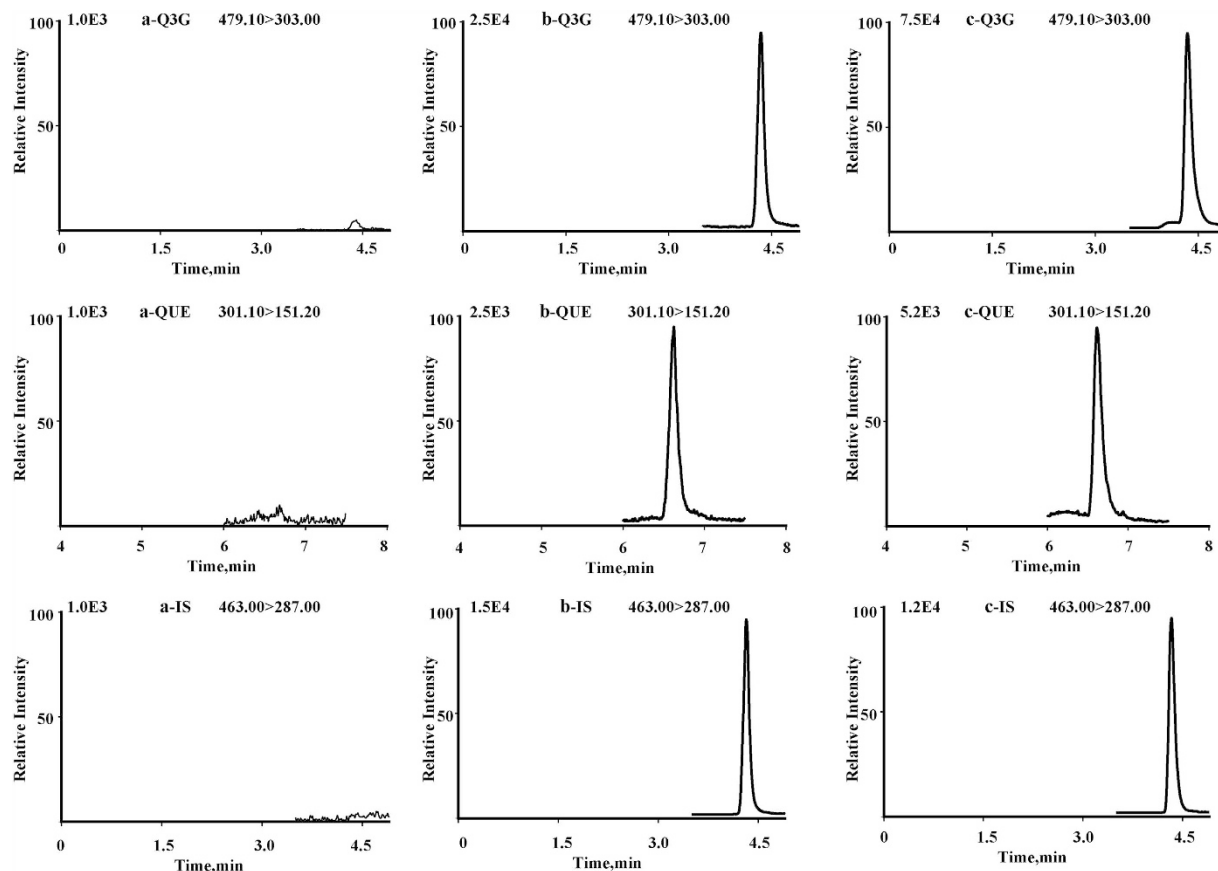 1.0E3 a-Q3G 479.10>303.00
100
50
Relative Intensity
0 1.5 3.0 4.5
Time,min
2.5E4 b-Q3G 479.10>303.00
100
50
Relative Intensity
0 1.5 3.0 4.5
Time,min
7.5E4 c-Q3G 479.10>303.00
100
50
Relative Intensity
0 1.5 3.0 4.5
Time,min
1.0E3 a-QUE 301.10>151.20
100
50
Relative Intensity
4 5 6 7 8
Time,min
2.5E3 b-QUE 301.10>151.20
100
50
Relative Intensity
4 5 6 7 8
Time,min
5.2E3 c-QUE 301.10>151.20
100
50
Relative Intensity
4 5 6 7 8
Time,min
1.0E3 a-IS 463.00>287.00
100
50
Relative Intensity
0 1.5 3.0 4.5
Time,min
1.5E4 b-IS 463.00>287.00
100
50
Relative Intensity
0 1.5 3.0 4.5
Time,min
1.2E4 c-IS 463.00>287.00
100
50
Relative Intensity
0 1.5 3.0 4.5
Time,min